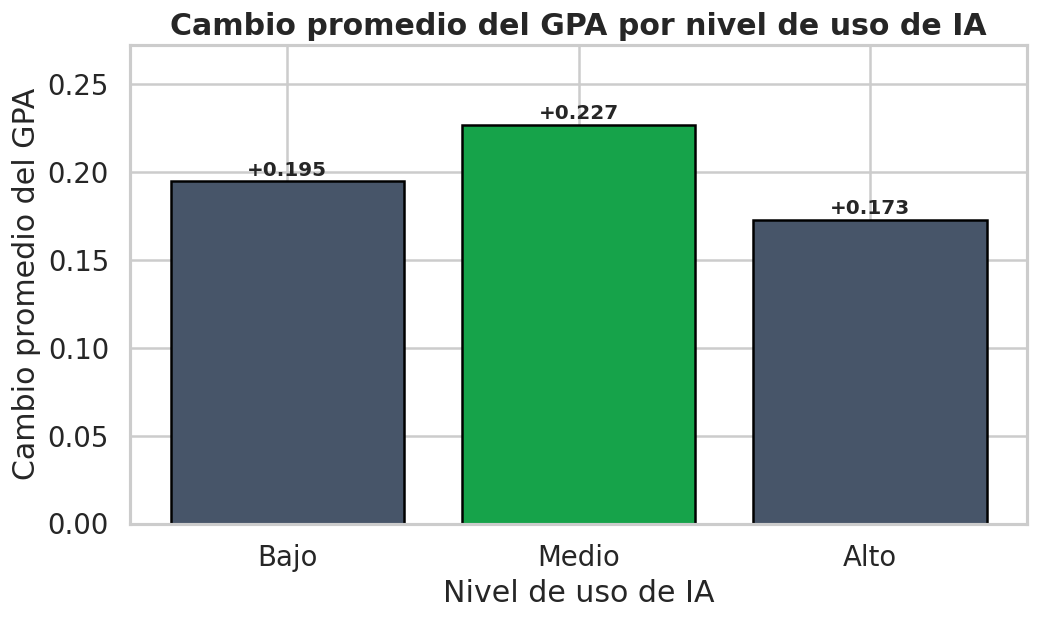 Cambio promedio del GPA por nivel de uso de IA
Cambio promedio del GPA
0.25
0.20
0.15
0.10
0.05
0.00
+0.195
+0.227
+0.173
Bajo
Medio
Alto
Nivel de uso de IA